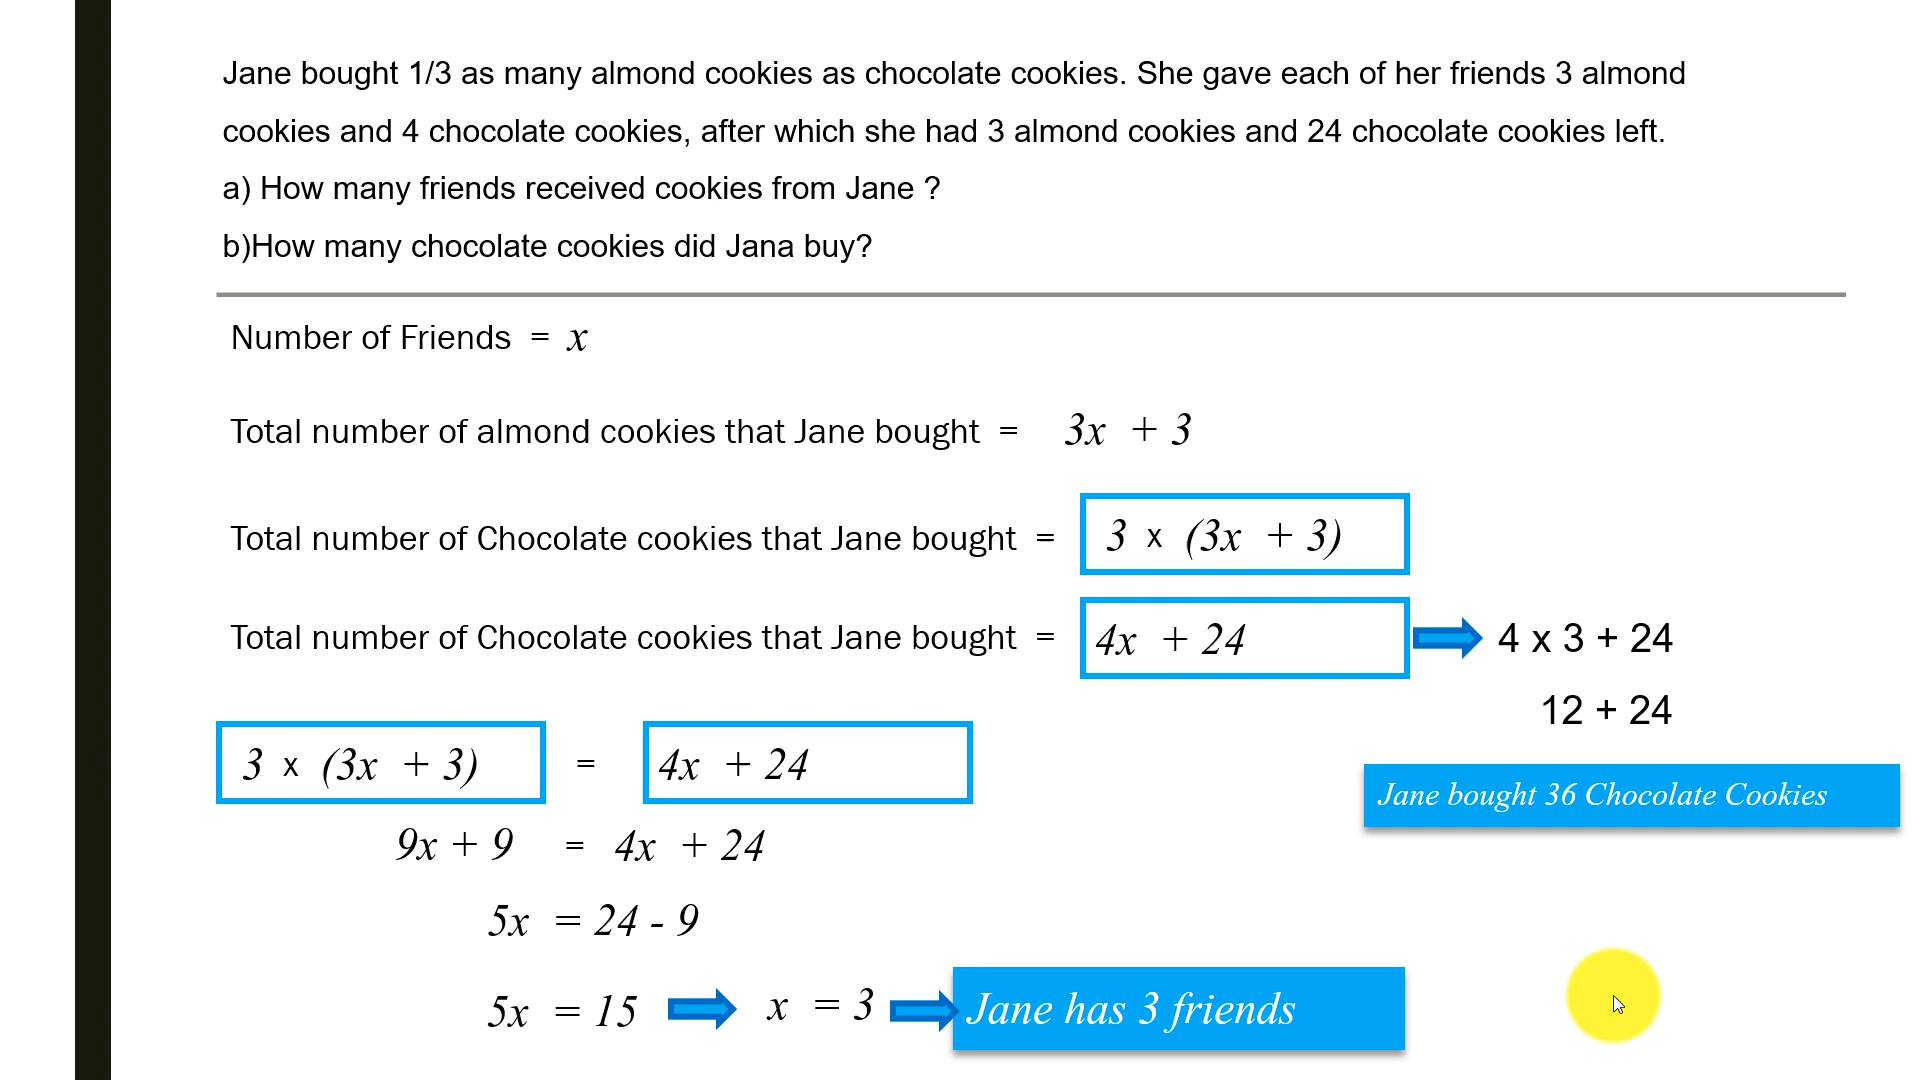 Jane bought 1/3 as many almond cookies as chocolate cookies. She gave each of her friends 3 almond
cookies and 4 chocolate cookies, after which she had 3 almond cookies and 24 chocolate cookies left.
a) How many friends received cookies from Jane ?
b)How many chocolate cookies did Jana buy?
Number of Friends = x
Total number of almond cookies that Jane bought = 3x + 3
Total number of Chocolate cookies that Jane bought = 3 x (3x + 3)
Total number of Chocolate cookies that Jane bought = 4x + 24 4 x 3 + 24
12 + 24
3 x (3x + 3) = 4x + 24
Jane bought 36 Chocolate Cookies
9x + 9 = 4x + 24
5x = 24 - 9
5x = 15 x = 3 Jane has 3 friends